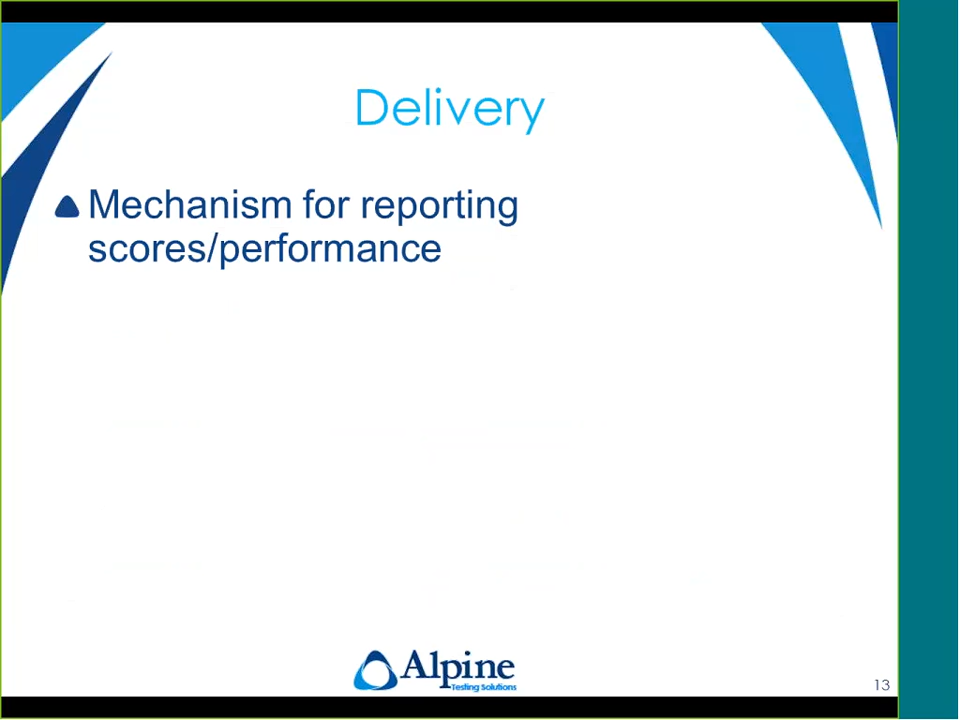 Delivery
Mechanism for reporting
scores/performance
Alpine
Testing Solutions
13